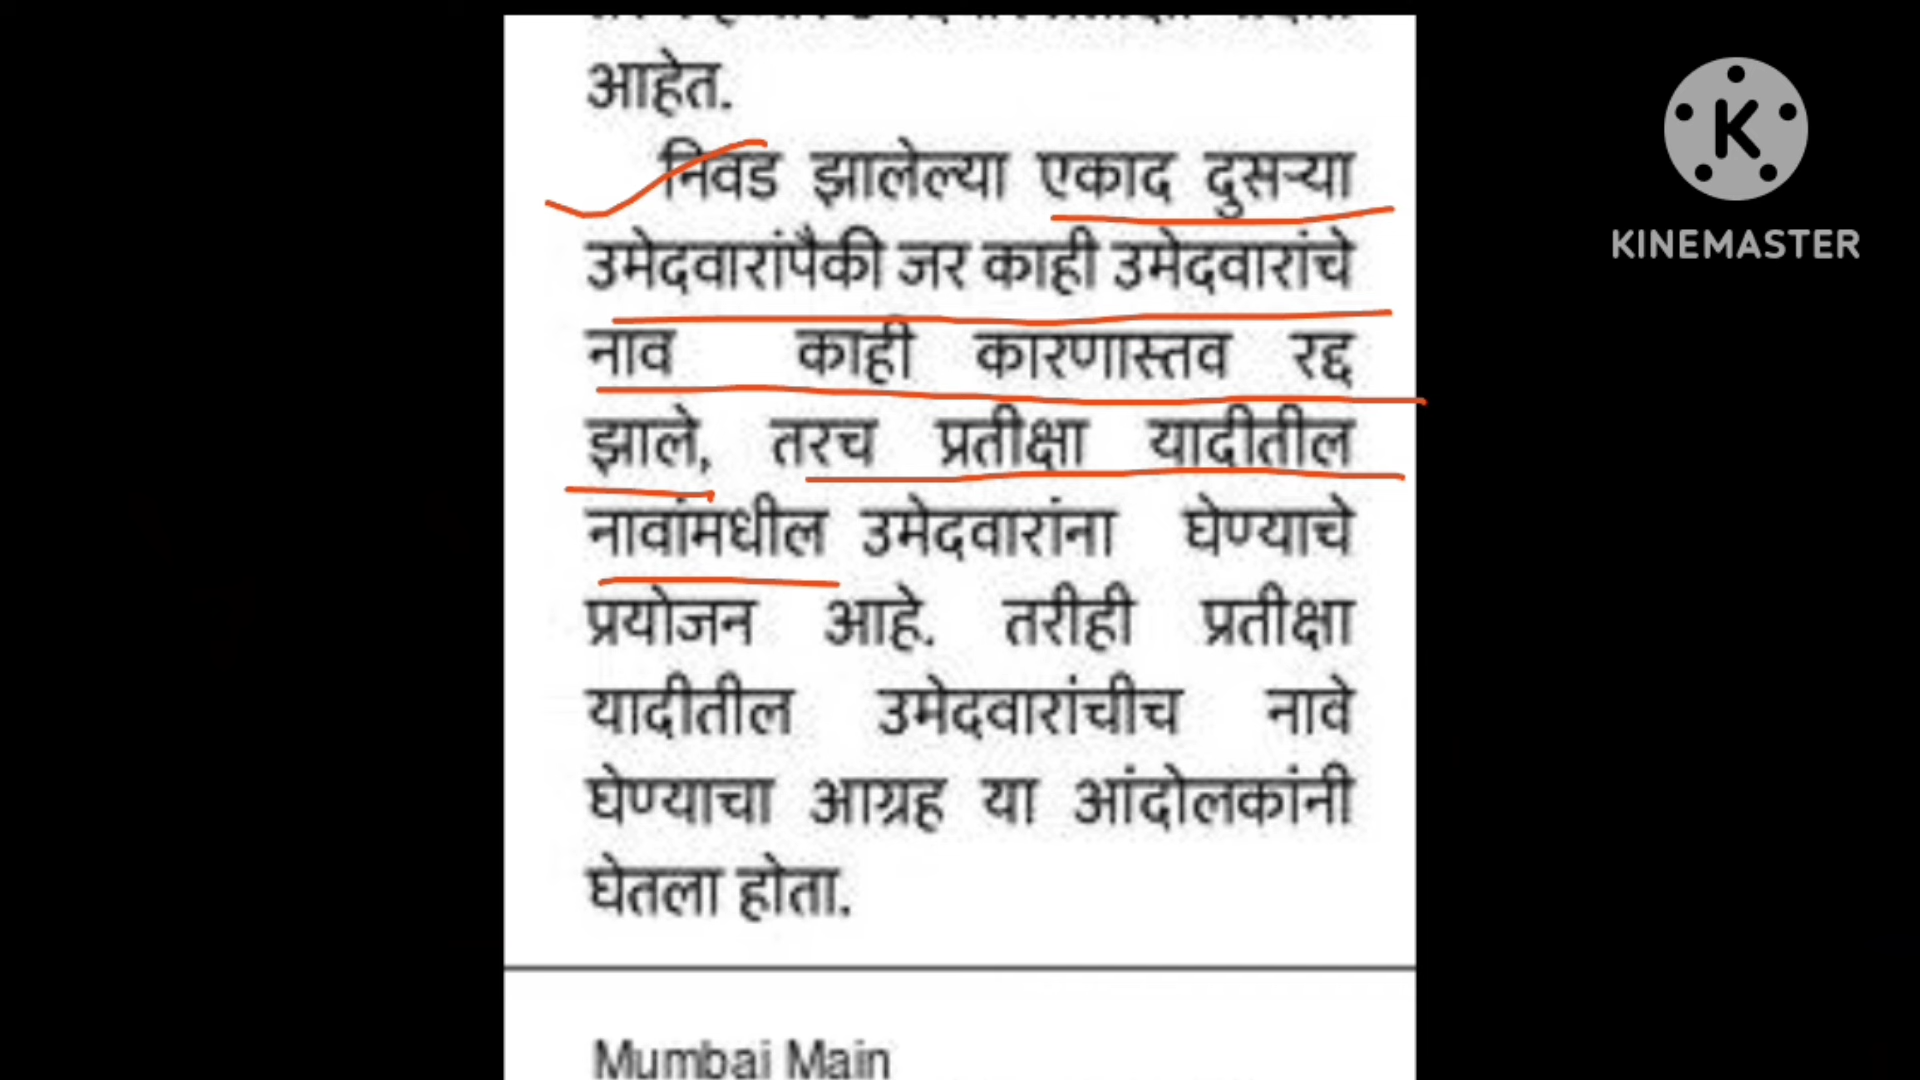 आहेत.
निवड झालेल्या एकाद दुसऱ्या
उमेदवारांपैकी जर काही उमेदवारांचे
नाव काही कारणास्तव रद्द
झाले, तरच प्रतीक्षा यादीतील
नावांमधील उमेदवारांना घेण्याचे
प्रयोजन आहे. तरीही प्रतीक्षा
यादीतील उमेदवारांचीच नावे
घेण्याचा आग्रह या आंदोलकांनी
घेतला होता.
Mumbai Main
K
KINEMASTER